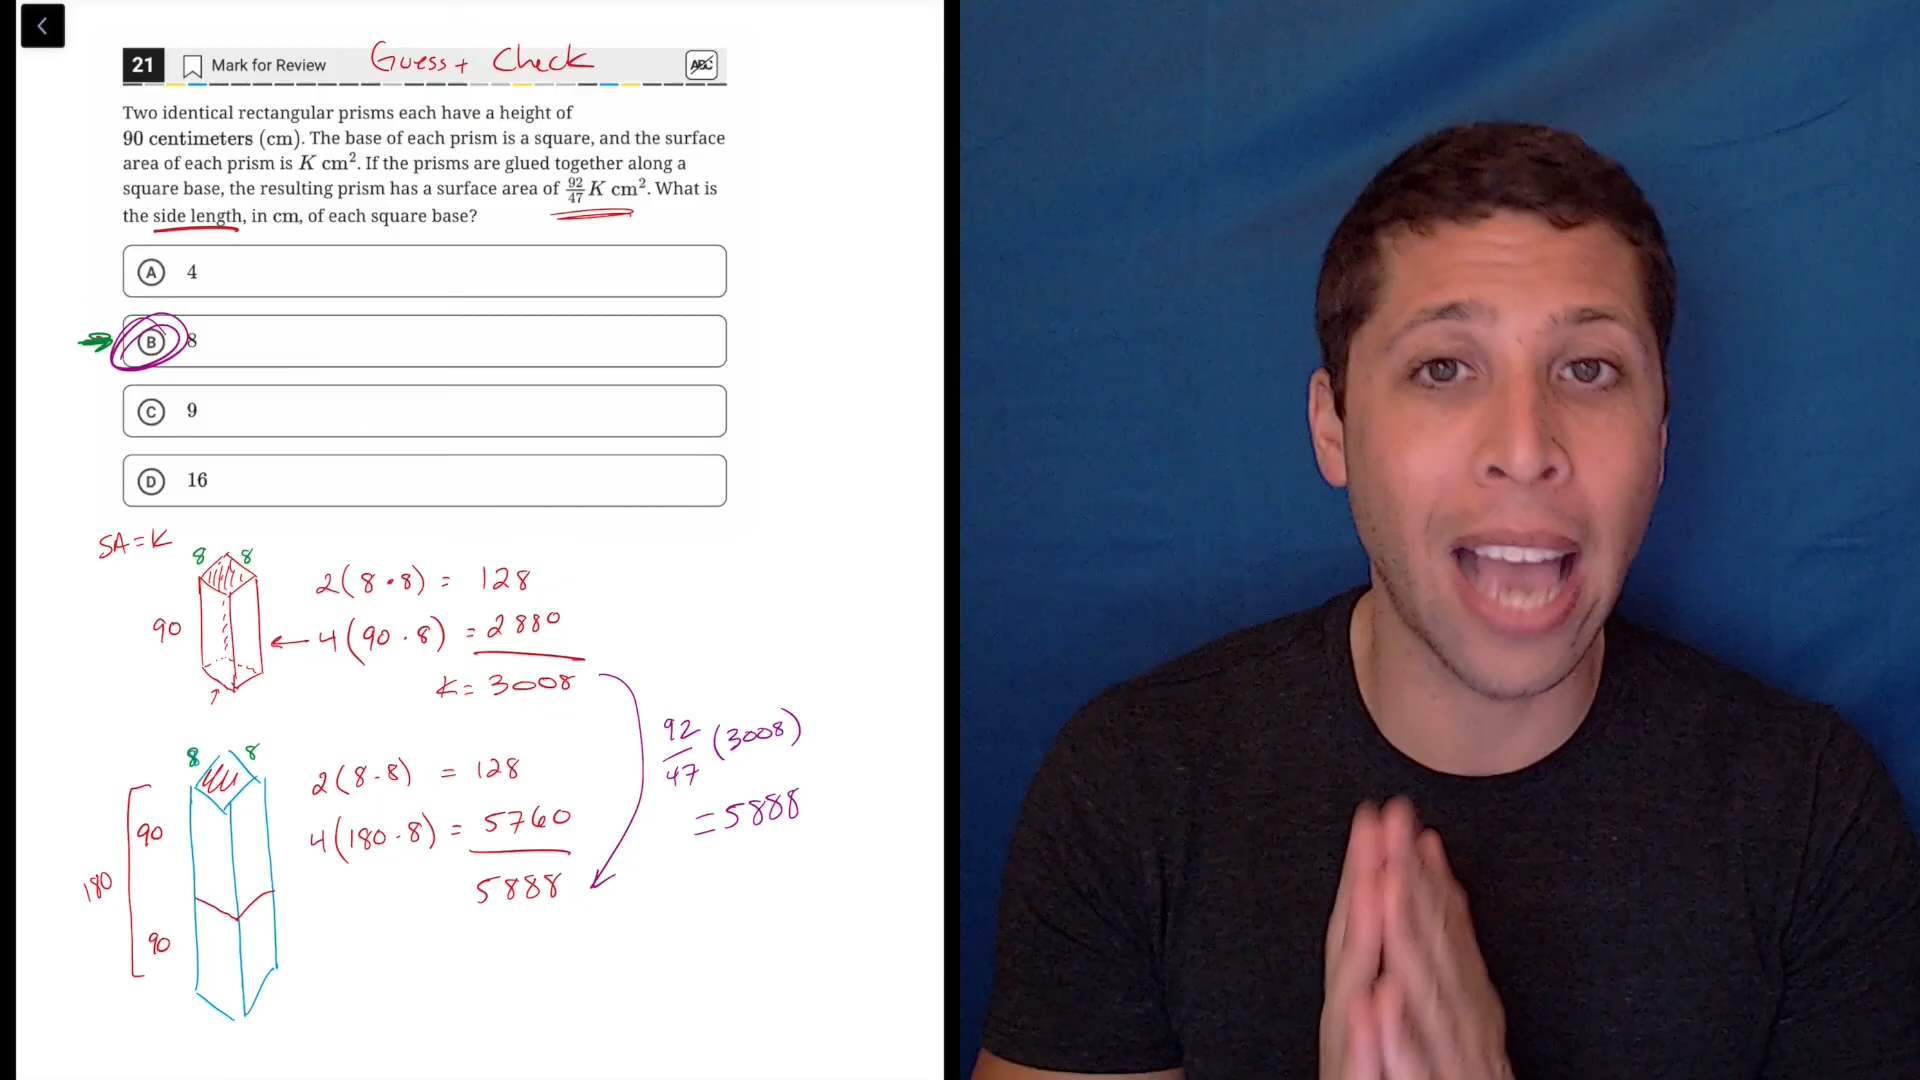 21 Mark for Review Guess + Check ABC
Two identical rectangular prisms each have a height of
90 centimeters (cm). The base of each prism is a square, and the surface
area of each prism is K cm². If the prisms are glued together along a
square base, the resulting prism has a surface area of 92/47 K cm². What is
the side length, in cm, of each square base?
A 4
B 8
C 9
D 16
SA = K
8 8
90
2(8 · 8) = 128
4(90 · 8) = 2880
K = 3008
8 8
90
180
90
2(8 · 8) = 128
4(180 · 8) = 5760
5888
92/47 (3008)
= 5888